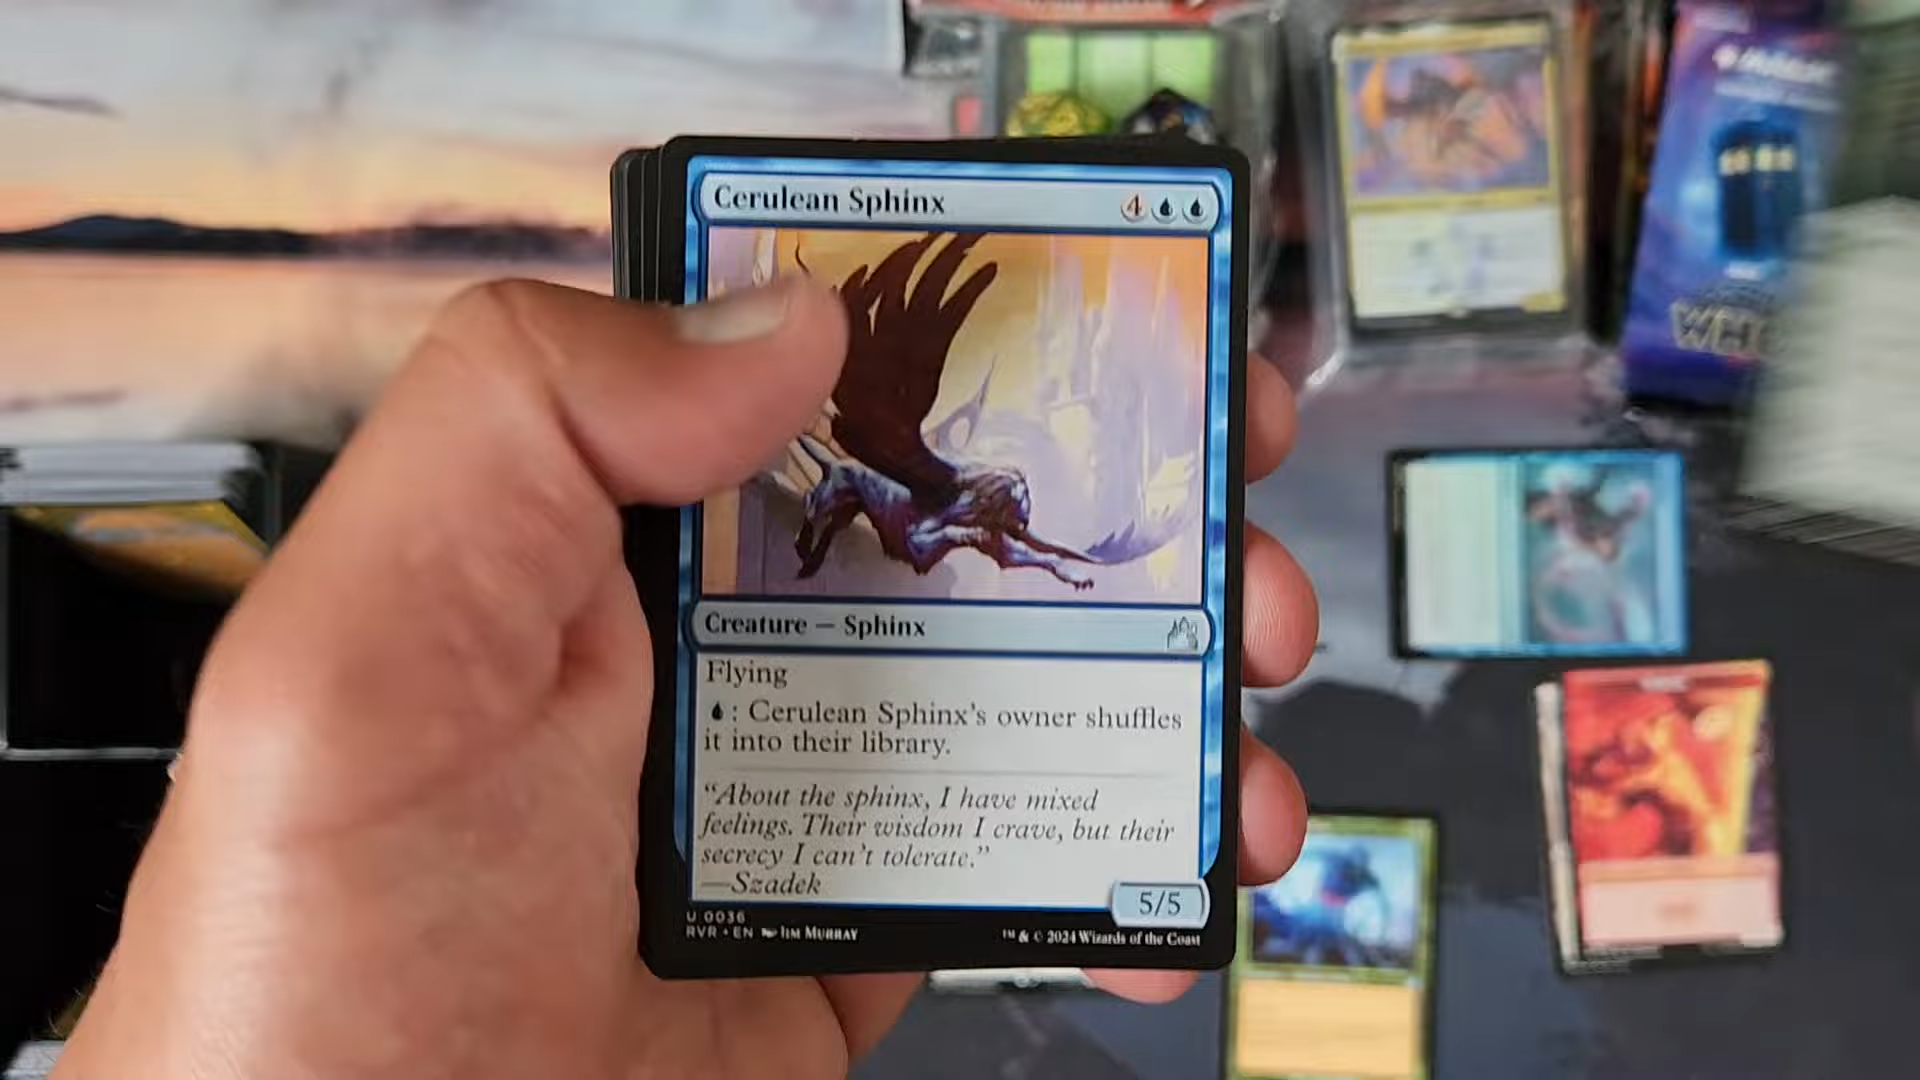 Cerulean Sphinx
4
Creature — Sphinx
Flying
: Cerulean Sphinx's owner shuffles
it into their library.
"About the sphinx, I have mixed
feelings. Their wisdom I crave, but their
secrecy I can't tolerate."
—Szadek
5/5
U 0036
RVR • EN JIM MURRAY
™ & © 2024 Wizards of the Coast
WHO